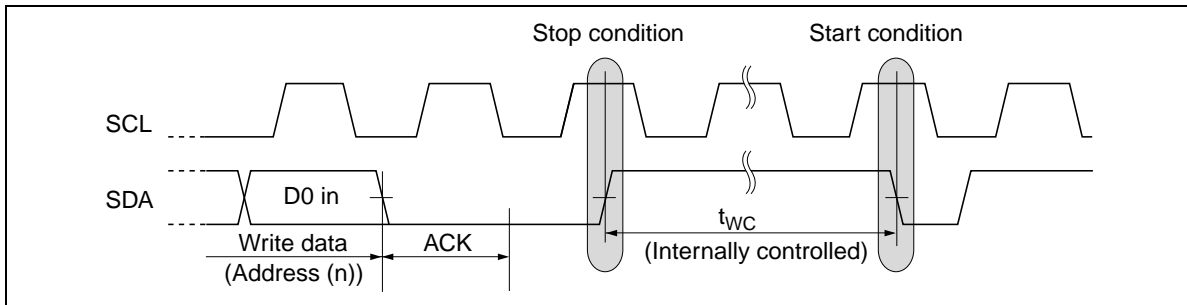 Stop condition
Start condition
SCL
SDA
D0 in
Write data
(Address (n))
ACK
tWC
(Internally controlled)